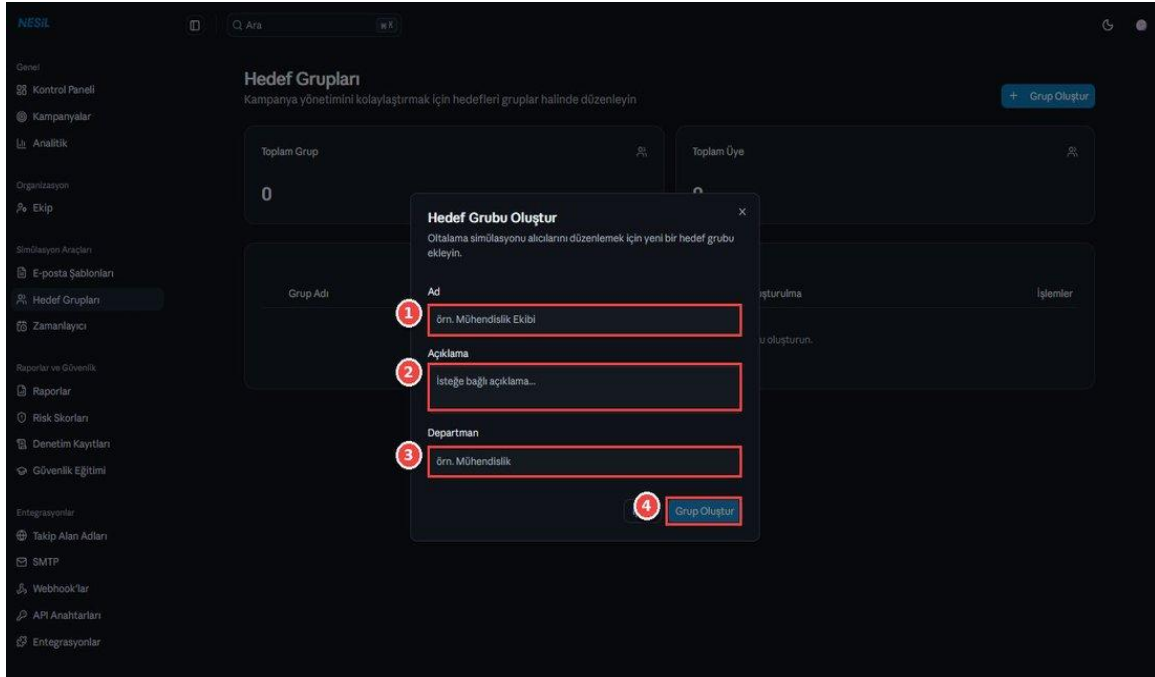 NESIL
Ara
⌘ K
Genel
Kontrol Paneli
Kampanyalar
Analitik
Organizasyon
Ekip
Simülasyon Araçları
E-posta Şablonları
Hedef Grupları
Zamanlayıcı
Raporlar ve Güvenlik
Raporlar
Risk Skorları
Denetim Kayıtları
Güvenlik Eğitimi
Entegrasyonlar
Takip Alan Adları
SMTP
Webhook'lar
API Anahtarları
Entegrasyonlar
Hedef Grupları
Kampanya yönetimini kolaylaştırmak için hedefleri gruplar halinde düzenleyin
+ Grup Oluştur
Toplam Grup
0
Toplam Üye
Grup Adı
İşlemler
oluşturun.
Hedef Grubu Oluştur
Oltalama simülasyonu alıcılarını düzenlemek için yeni bir hedef grubu
ekleyin.
Ad
1
örn. Mühendislik Ekibi
Açıklama
2
İsteğe bağlı açıklama...
Departman
3
örn. Mühendislik
4
Grup Oluştur